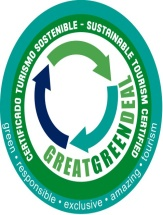 CERTIFICADO TURISMO SOSTENIBLE - SUSTAINABLE TOURISM CERTIFIED
GREATGREENDEAL
green • responsible • exclusive • amazing • tourism